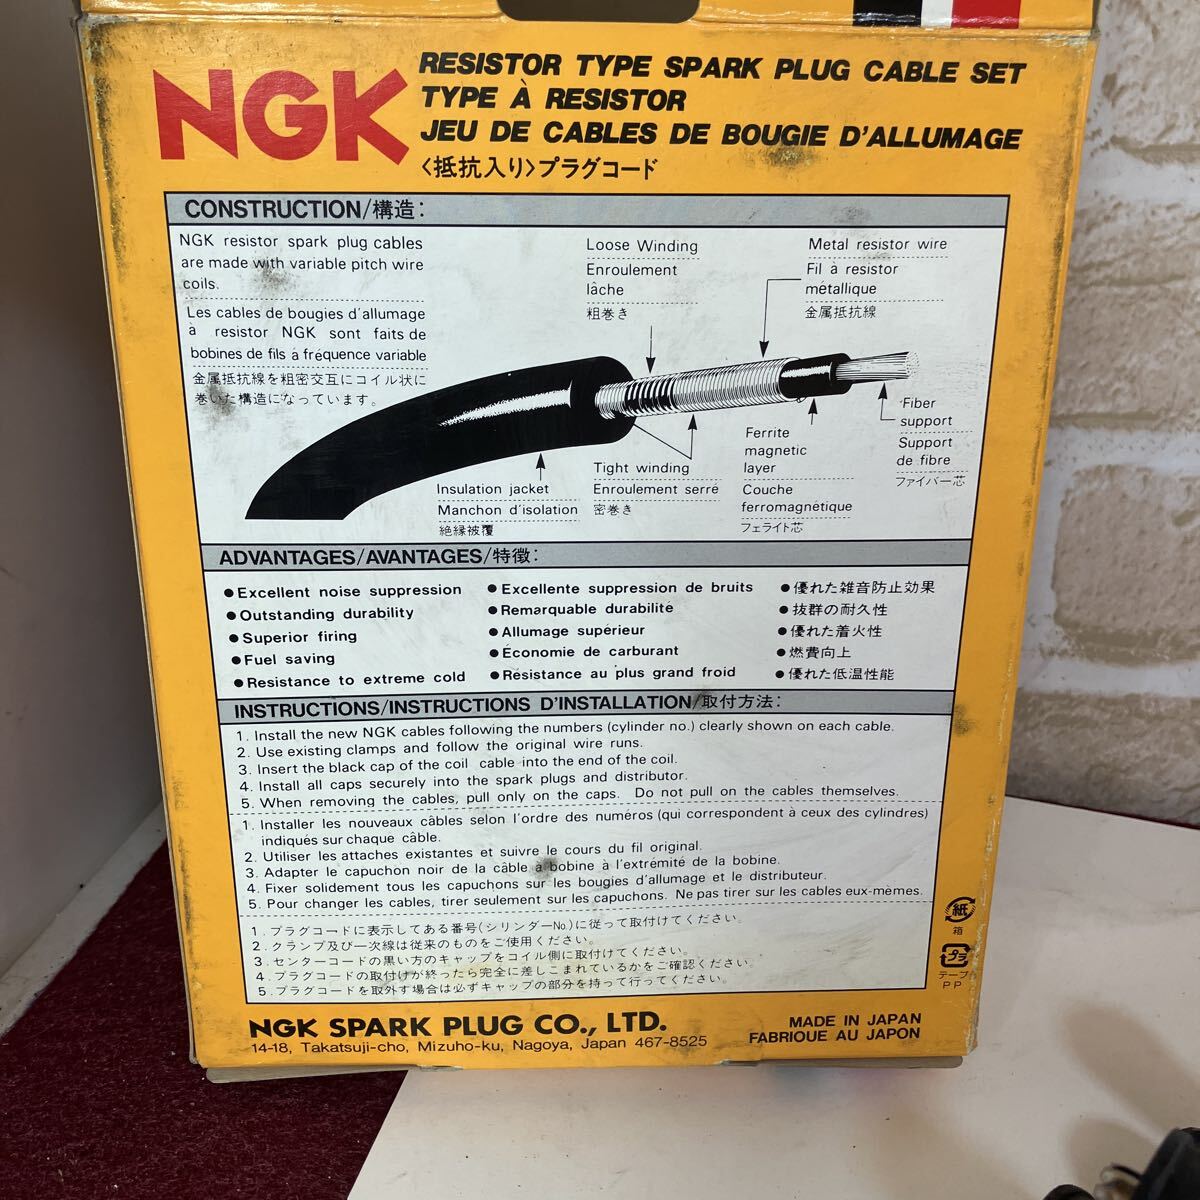 NGK
RESISTOR TYPE SPARK PLUG CABLE SET
TYPE À RESISTOR
JEU DE CABLES DE BOUGIE D'ALLUMAGE
〈抵抗入り〉プラグコード
CONSTRUCTION/構造:
NGK resistor spark plug cables
are made with variable pitch wire
coils.
Les cables de bougies d'allumage
à resistor NGK sont faits de
bobines de fils à fréquence variable
金属抵抗線を粗密交互にコイル状に
巻いた構造になっています。
Loose Winding
Enroulement
lâche
粗巻き
Metal resistor wire
Fil à resistor
métallique
金属抵抗線
Fiber
support
Support
de fibre
ファイバー芯
Ferrite
magnetic
layer
Couche
ferromagnétique
フェライト芯
Tight winding
Enroulement serré
密巻き
Insulation jacket
Manchon d'isolation
絶縁被覆
ADVANTAGES/AVANTAGES/特徴:
● Excellent noise suppression
● Outstanding durability
● Superior firing
● Fuel saving
● Resistance to extreme cold
● Excellente suppression de bruits
● Remarquable durabilité
● Allumage supérieur
● Économie de carburant
● Résistance au plus grand froid
● 優れた雑音防止効果
● 抜群の耐久性
● 優れた着火性
● 燃費向上
● 優れた低温性能
INSTRUCTIONS/INSTRUCTIONS D'INSTALLATION/取付方法:
1. Install the new NGK cables following the numbers (cylinder no.) clearly shown on each cable.
2. Use existing clamps and follow the original wire runs.
3. Insert the black cap of the coil cable into the end of the coil.
4. Install all caps securely into the spark plugs and distributor.
5. When removing the cables, pull only on the caps. Do not pull on the cables themselves.
1. Installer les nouveaux câbles selon l'ordre des numéros (qui correspondent à ceux des cylindres)
indiqués sur chaque câble.
2. Utiliser les attaches existantes et suivre le cours du fil original.
3. Adapter le capuchon noir de la câble à bobine à l'extrémité de la bobine.
4. Fixer solidement tous les capuchons sur les bougies d'allumage et le distributeur.
5. Pour changer les cables, tirer seulement sur les capuchons. Ne pas tirer sur les cables eux-mèmes.
1. プラグコードに表示してある番号(シリンダーNo.)に従って取付けてください。
2. クランプ及び一次線は従来のものをご使用ください。
3. センターコードの黒い方のキャップをコイル側に取付けてください。
4. プラグコードの取付けが終ったら完全に差しこまれているかをご確認ください。
5. プラグコードを取外す場合は必ずキャップの部分を持って行ってください。
紙
箱
プラ
テープ
PP
NGK SPARK PLUG CO., LTD.
14-18, Takatsuji-cho, Mizuho-ku, Nagoya, Japan 467-8525
MADE IN JAPAN
FABRIQUE AU JAPON